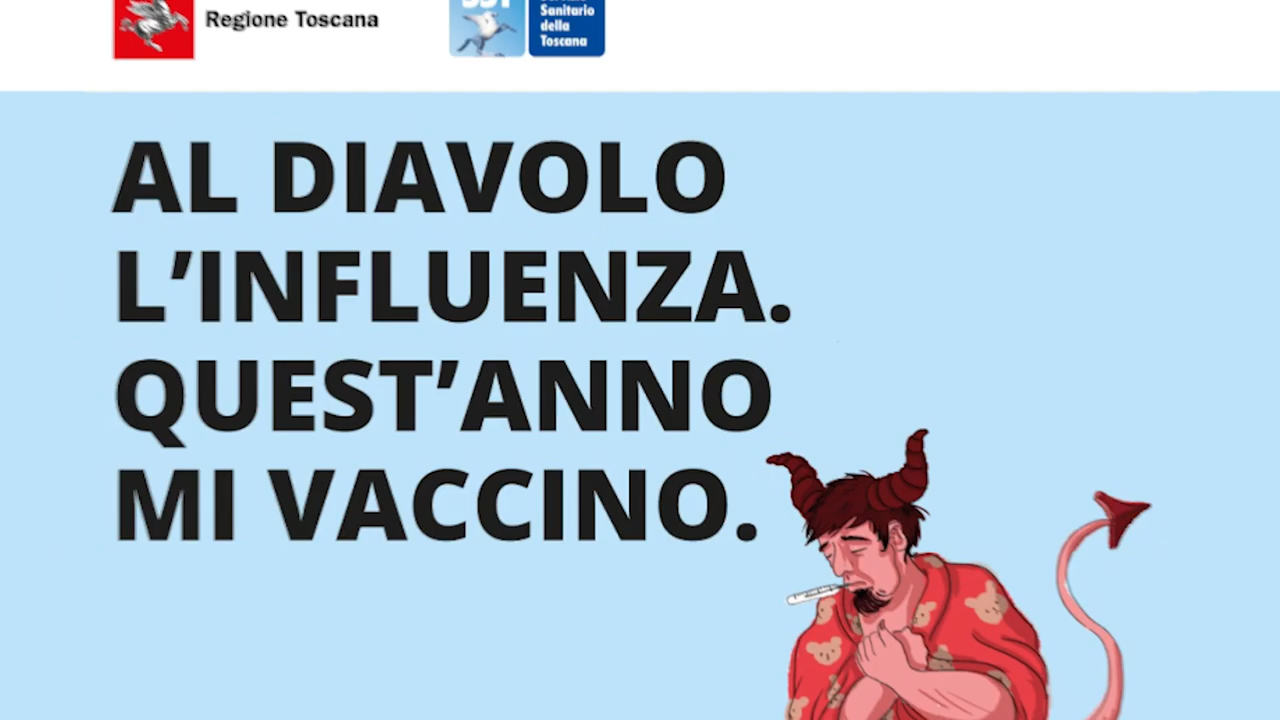 Regione Toscana
Sanitario
della
Toscana
AL DIAVOLO
L’INFLUENZA.
QUEST’ANNO
MI VACCINO.